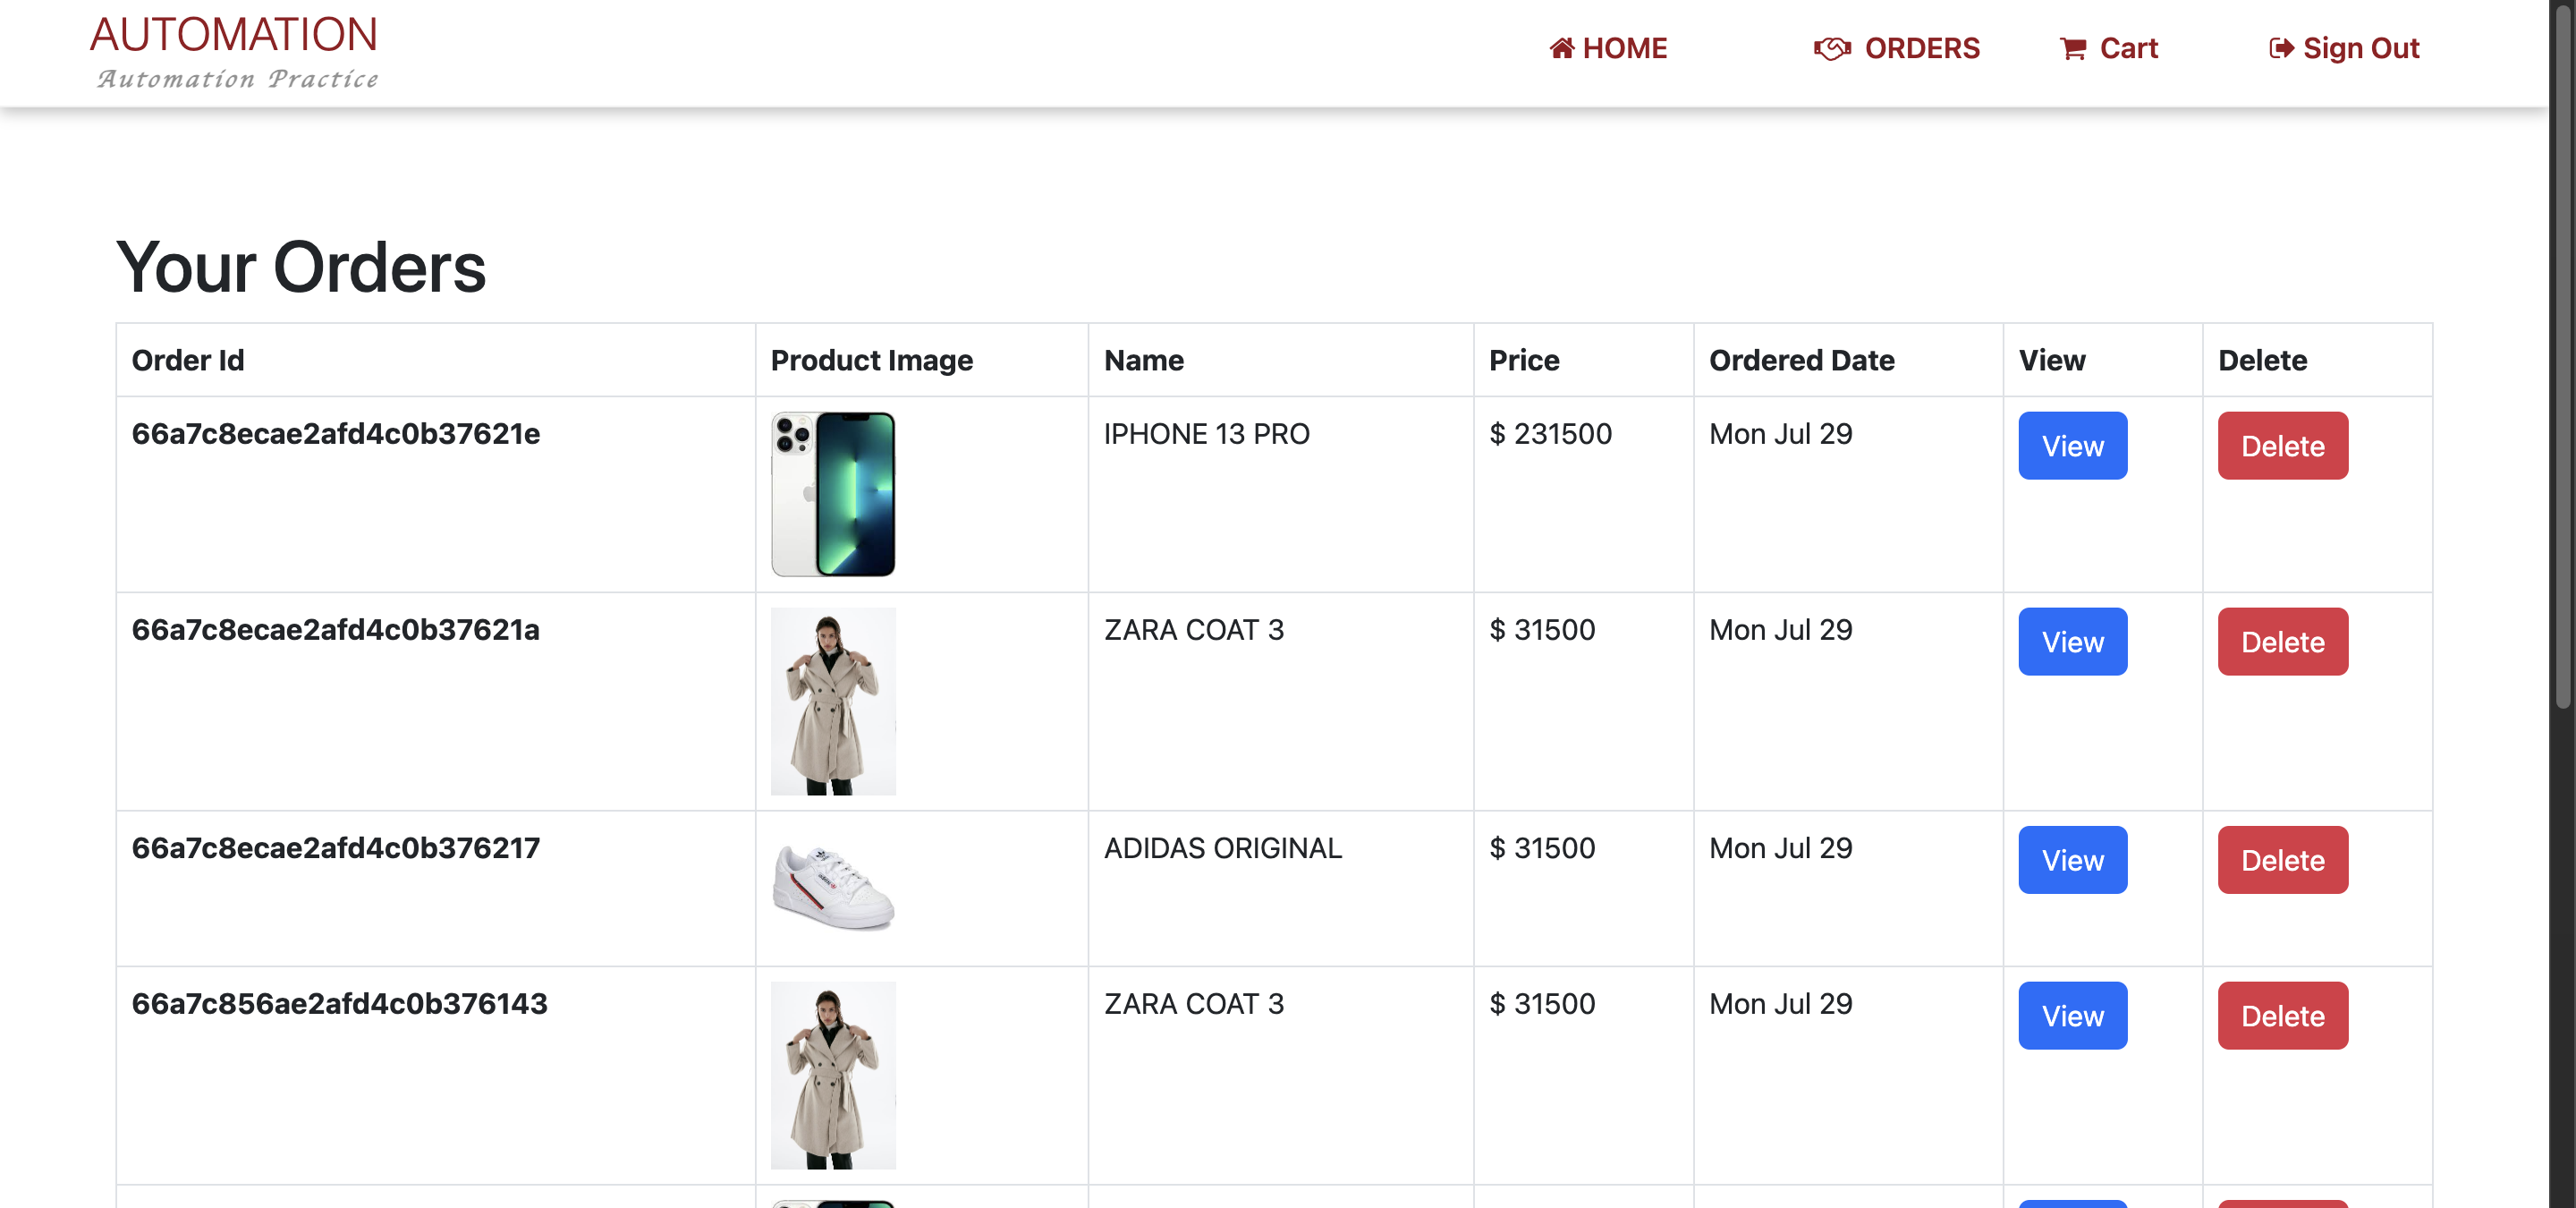 AUTOMATION
Automation Practice
HOME ORDERS Cart Sign Out
Your Orders
Order Id Product Image Name Price Ordered Date View Delete
66a7c8ecae2afd4c0b37621e IPHONE 13 PRO $ 231500 Mon Jul 29 View Delete
66a7c8ecae2afd4c0b37621a ZARA COAT 3 $ 31500 Mon Jul 29 View Delete
66a7c8ecae2afd4c0b376217 ADIDAS ORIGINAL $ 31500 Mon Jul 29 View Delete
66a7c856ae2afd4c0b376143 ZARA COAT 3 $ 31500 Mon Jul 29 View Delete